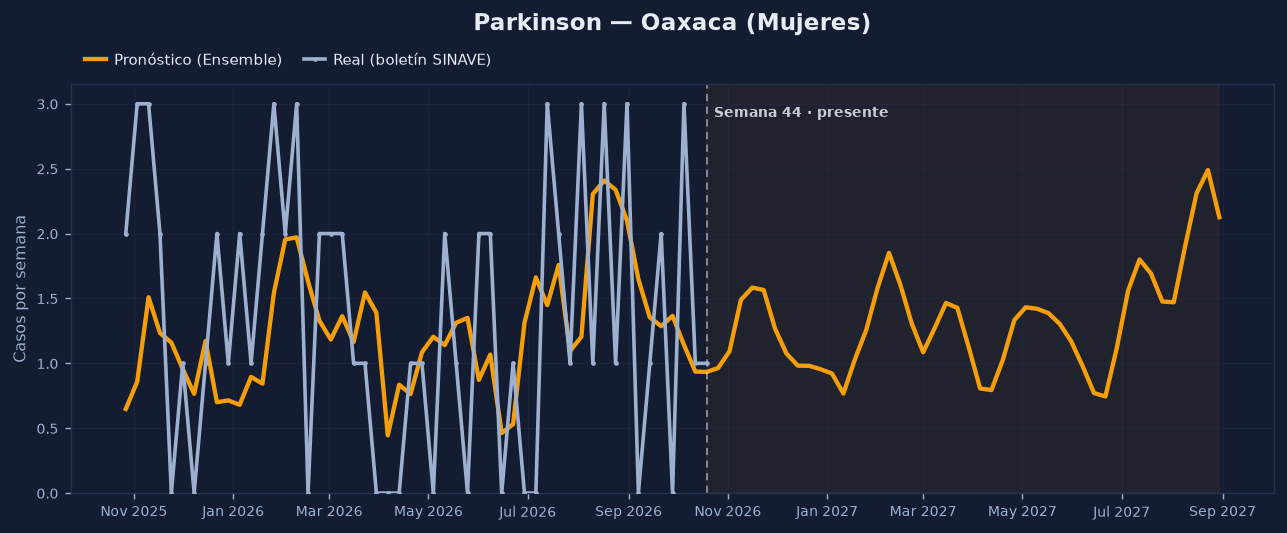 Parkinson — Oaxaca (Mujeres)
Pronóstico (Ensemble)
Real (boletín SINAVE)
Semana 44 · presente
Casos por semana
3.0
2.5
2.0
1.5
1.0
0.5
0.0
Nov 2025
Jan 2026
Mar 2026
May 2026
Jul 2026
Sep 2026
Nov 2026
Jan 2027
Mar 2027
May 2027
Jul 2027
Sep 2027